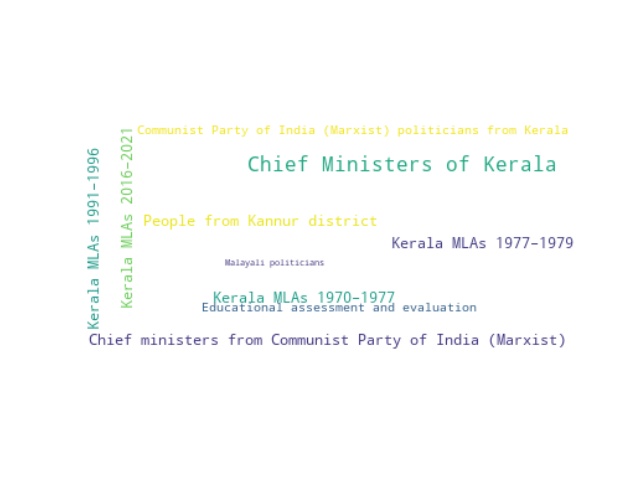 Communist Party of India (Marxist) politicians from Kerala
Chief Ministers of Kerala
Kerala MLAs 1991-1996
Kerala MLAs 2016-2021
People from Kannur district
Kerala MLAs 1977-1979
Malayali politicians
Kerala MLAs 1970-1977
Educational assessment and evaluation
Chief ministers from Communist Party of India (Marxist)